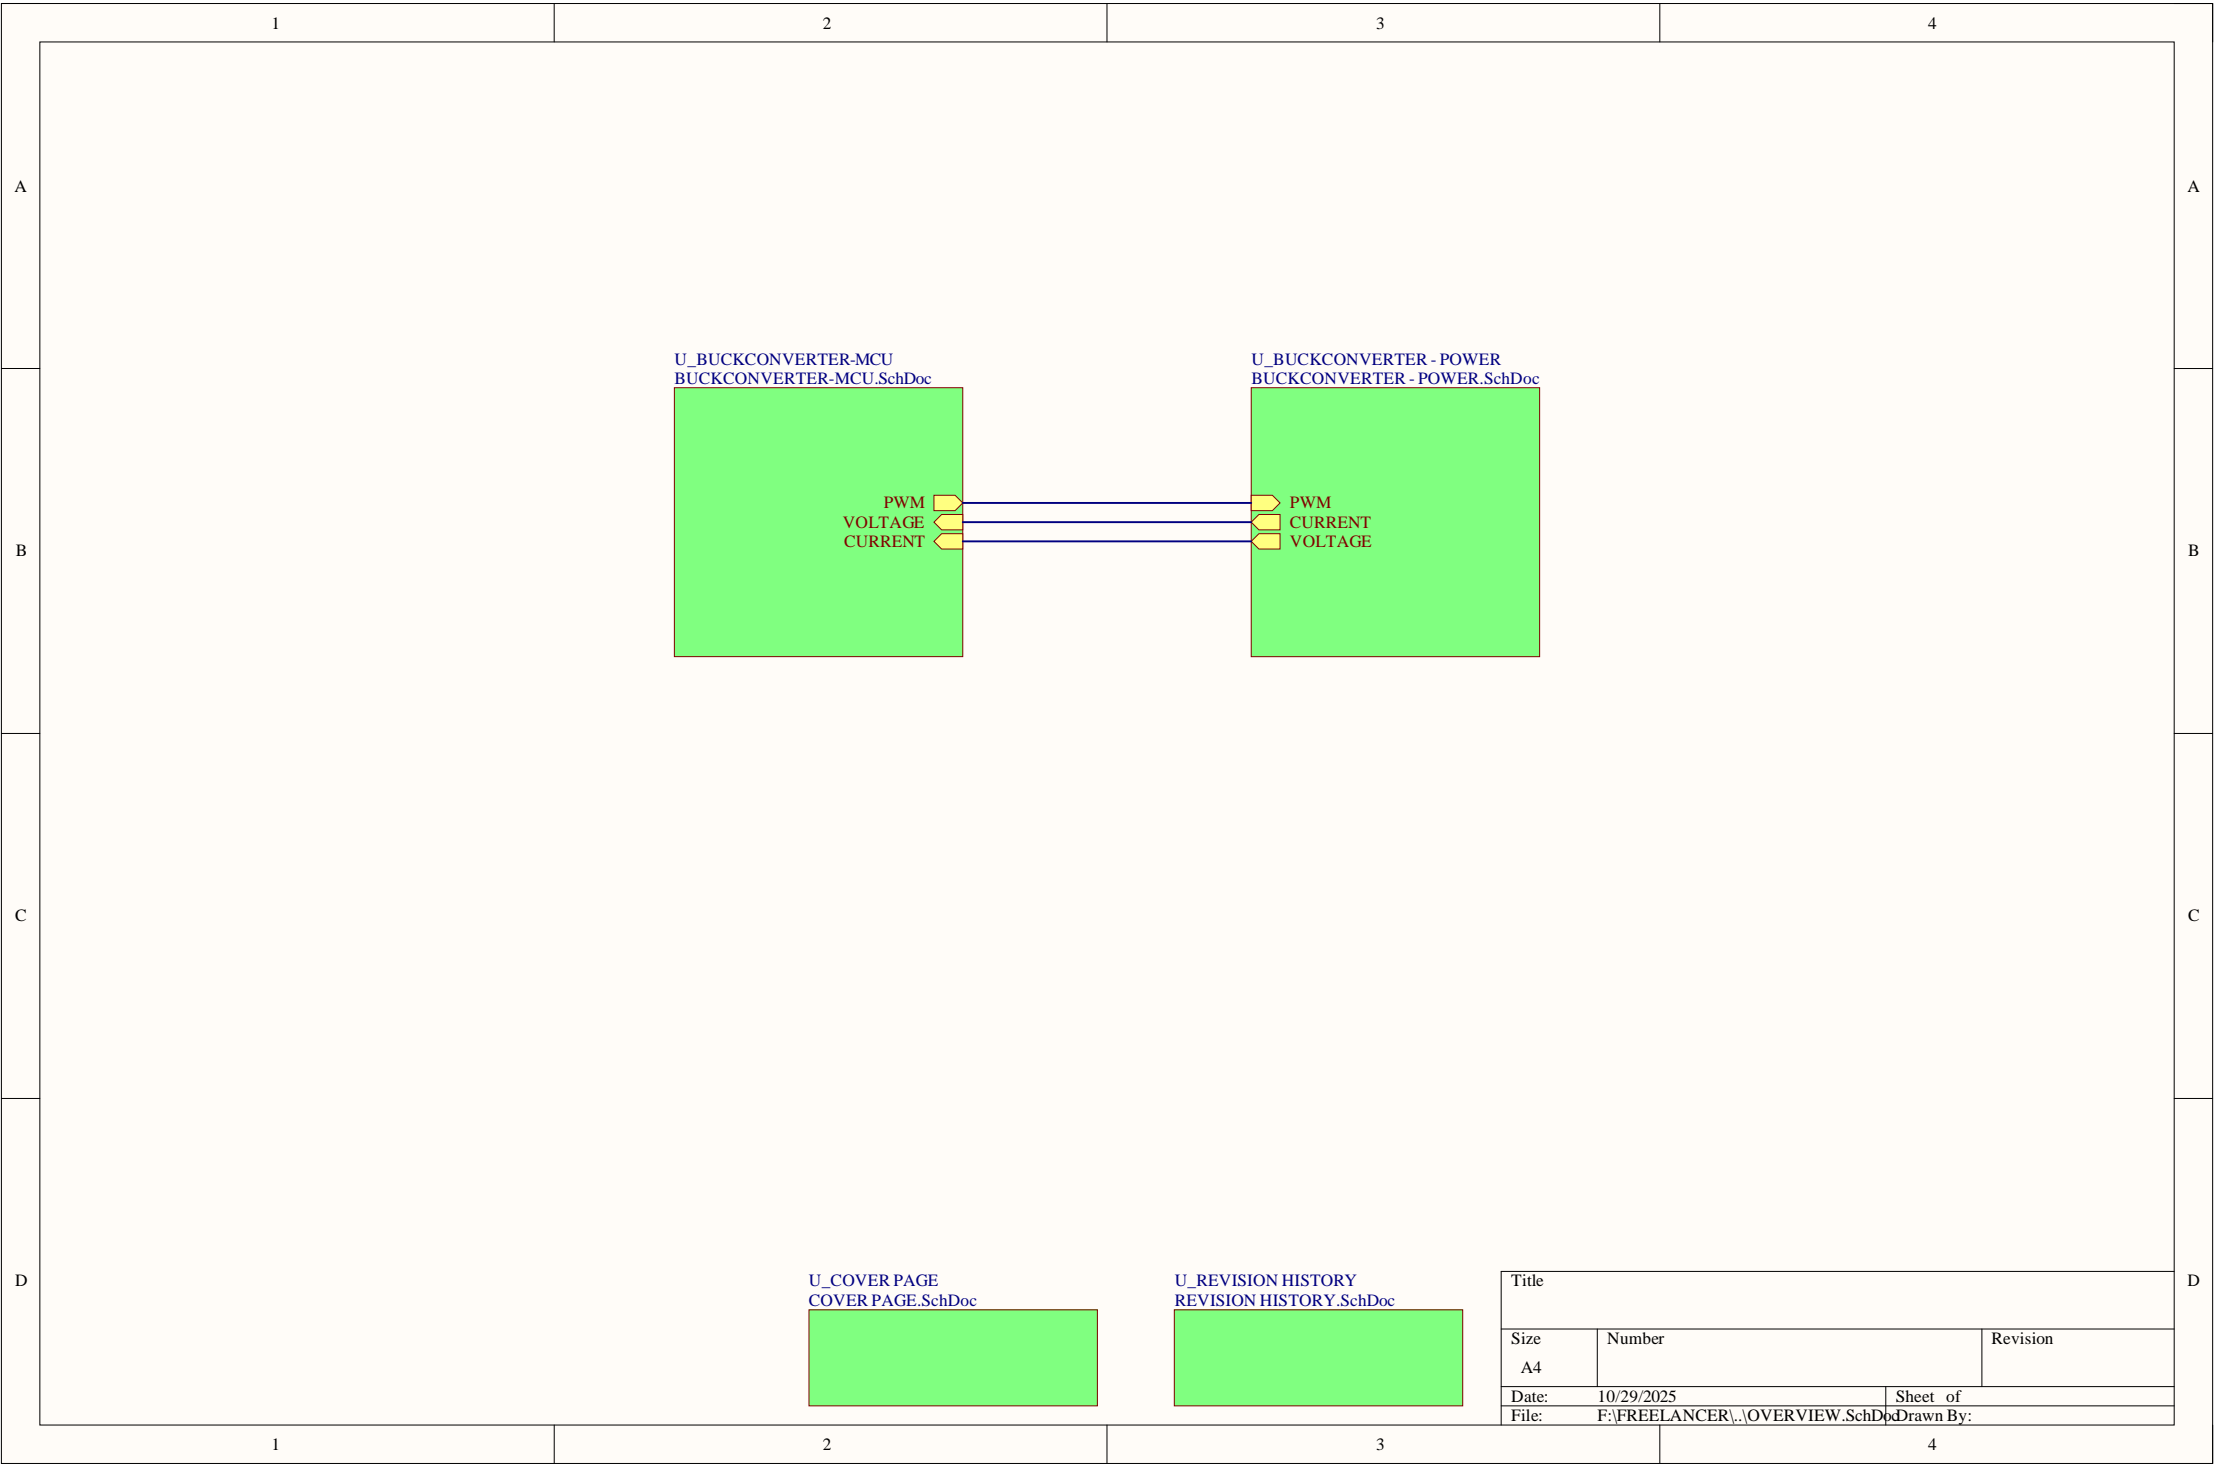 1 2 3 4
A A
U_BUCKCONVERTER-MCU
BUCKCONVERTER-MCU.SchDoc
U_BUCKCONVERTER - POWER
BUCKCONVERTER - POWER.SchDoc
PWM PWM
VOLTAGE CURRENT
CURRENT VOLTAGE
B B
C C
D D
U_COVER PAGE
COVER PAGE.SchDoc
U_REVISION HISTORY
REVISION HISTORY.SchDoc
Title
Size Number Revision
A4
Date: 10/29/2025 Sheet of
File: F:\FREELANCER\..\OVERVIEW.SchDoc Drawn By:
1 2 3 4